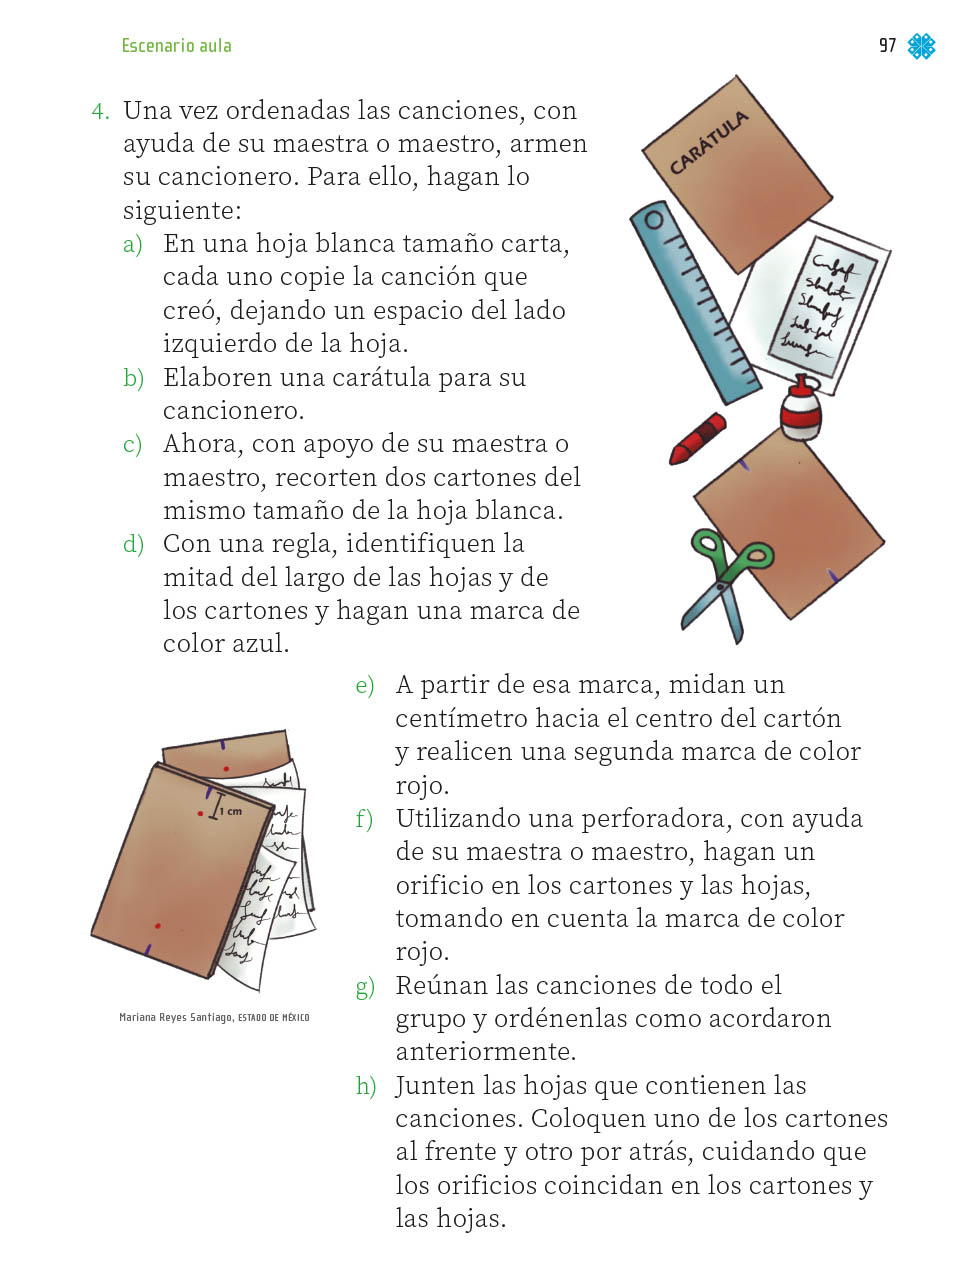 Escenario aula
97
4. Una vez ordenadas las canciones, con
ayuda de su maestra o maestro, armen
su cancionero. Para ello, hagan lo
siguiente:
a) En una hoja blanca tamaño carta,
cada uno copie la canción que
creó, dejando un espacio del lado
izquierdo de la hoja.
b) Elaboren una carátula para su
cancionero.
c) Ahora, con apoyo de su maestra o
maestro, recorten dos cartones del
mismo tamaño de la hoja blanca.
d) Con una regla, identifiquen la
mitad del largo de las hojas y de
los cartones y hagan una marca de
color azul.
CARÁTULA
e) A partir de esa marca, midan un
centímetro hacia el centro del cartón
y realicen una segunda marca de color
rojo.
f) Utilizando una perforadora, con ayuda
de su maestra o maestro, hagan un
orificio en los cartones y las hojas,
tomando en cuenta la marca de color
rojo.
g) Reúnan las canciones de todo el
grupo y ordénenlas como acordaron
anteriormente.
h) Junten las hojas que contienen las
canciones. Coloquen uno de los cartones
al frente y otro por atrás, cuidando que
los orificios coincidan en los cartones y
las hojas.
1 cm
Mariana Reyes Santiago, ESTADO DE MÉXICO